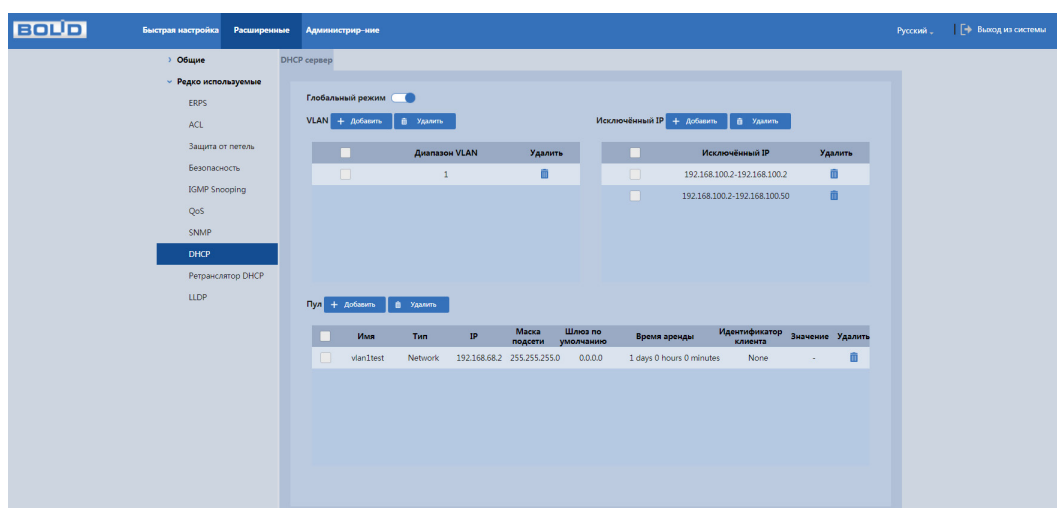 BOLID Быстрая настройка Расширенные Администрир-ние Русский Выход из системы
Общие
Редко используемые
ERPS
ACL
Защита от петель
Безопасность
IGMP Snooping
QoS
SNMP
DHCP
Ретранслятор DHCP
LLDP
DHCP сервер
Глобальный режим
VLAN + Добавить Удалить
Диапазон VLAN Удалить
1
Исключённый IP + Добавить Удалить
Исключённый IP Удалить
192.168.100.2-192.168.100.2
192.168.100.2-192.168.100.50
Пул + Добавить Удалить
Имя Тип IP Маска подсети Шлюз по умолчанию Время аренды Идентификатор клиента Значение Удалить
vlan1test Network 192.168.68.2 255.255.255.0 0.0.0.0 1 days 0 hours 0 minutes None -